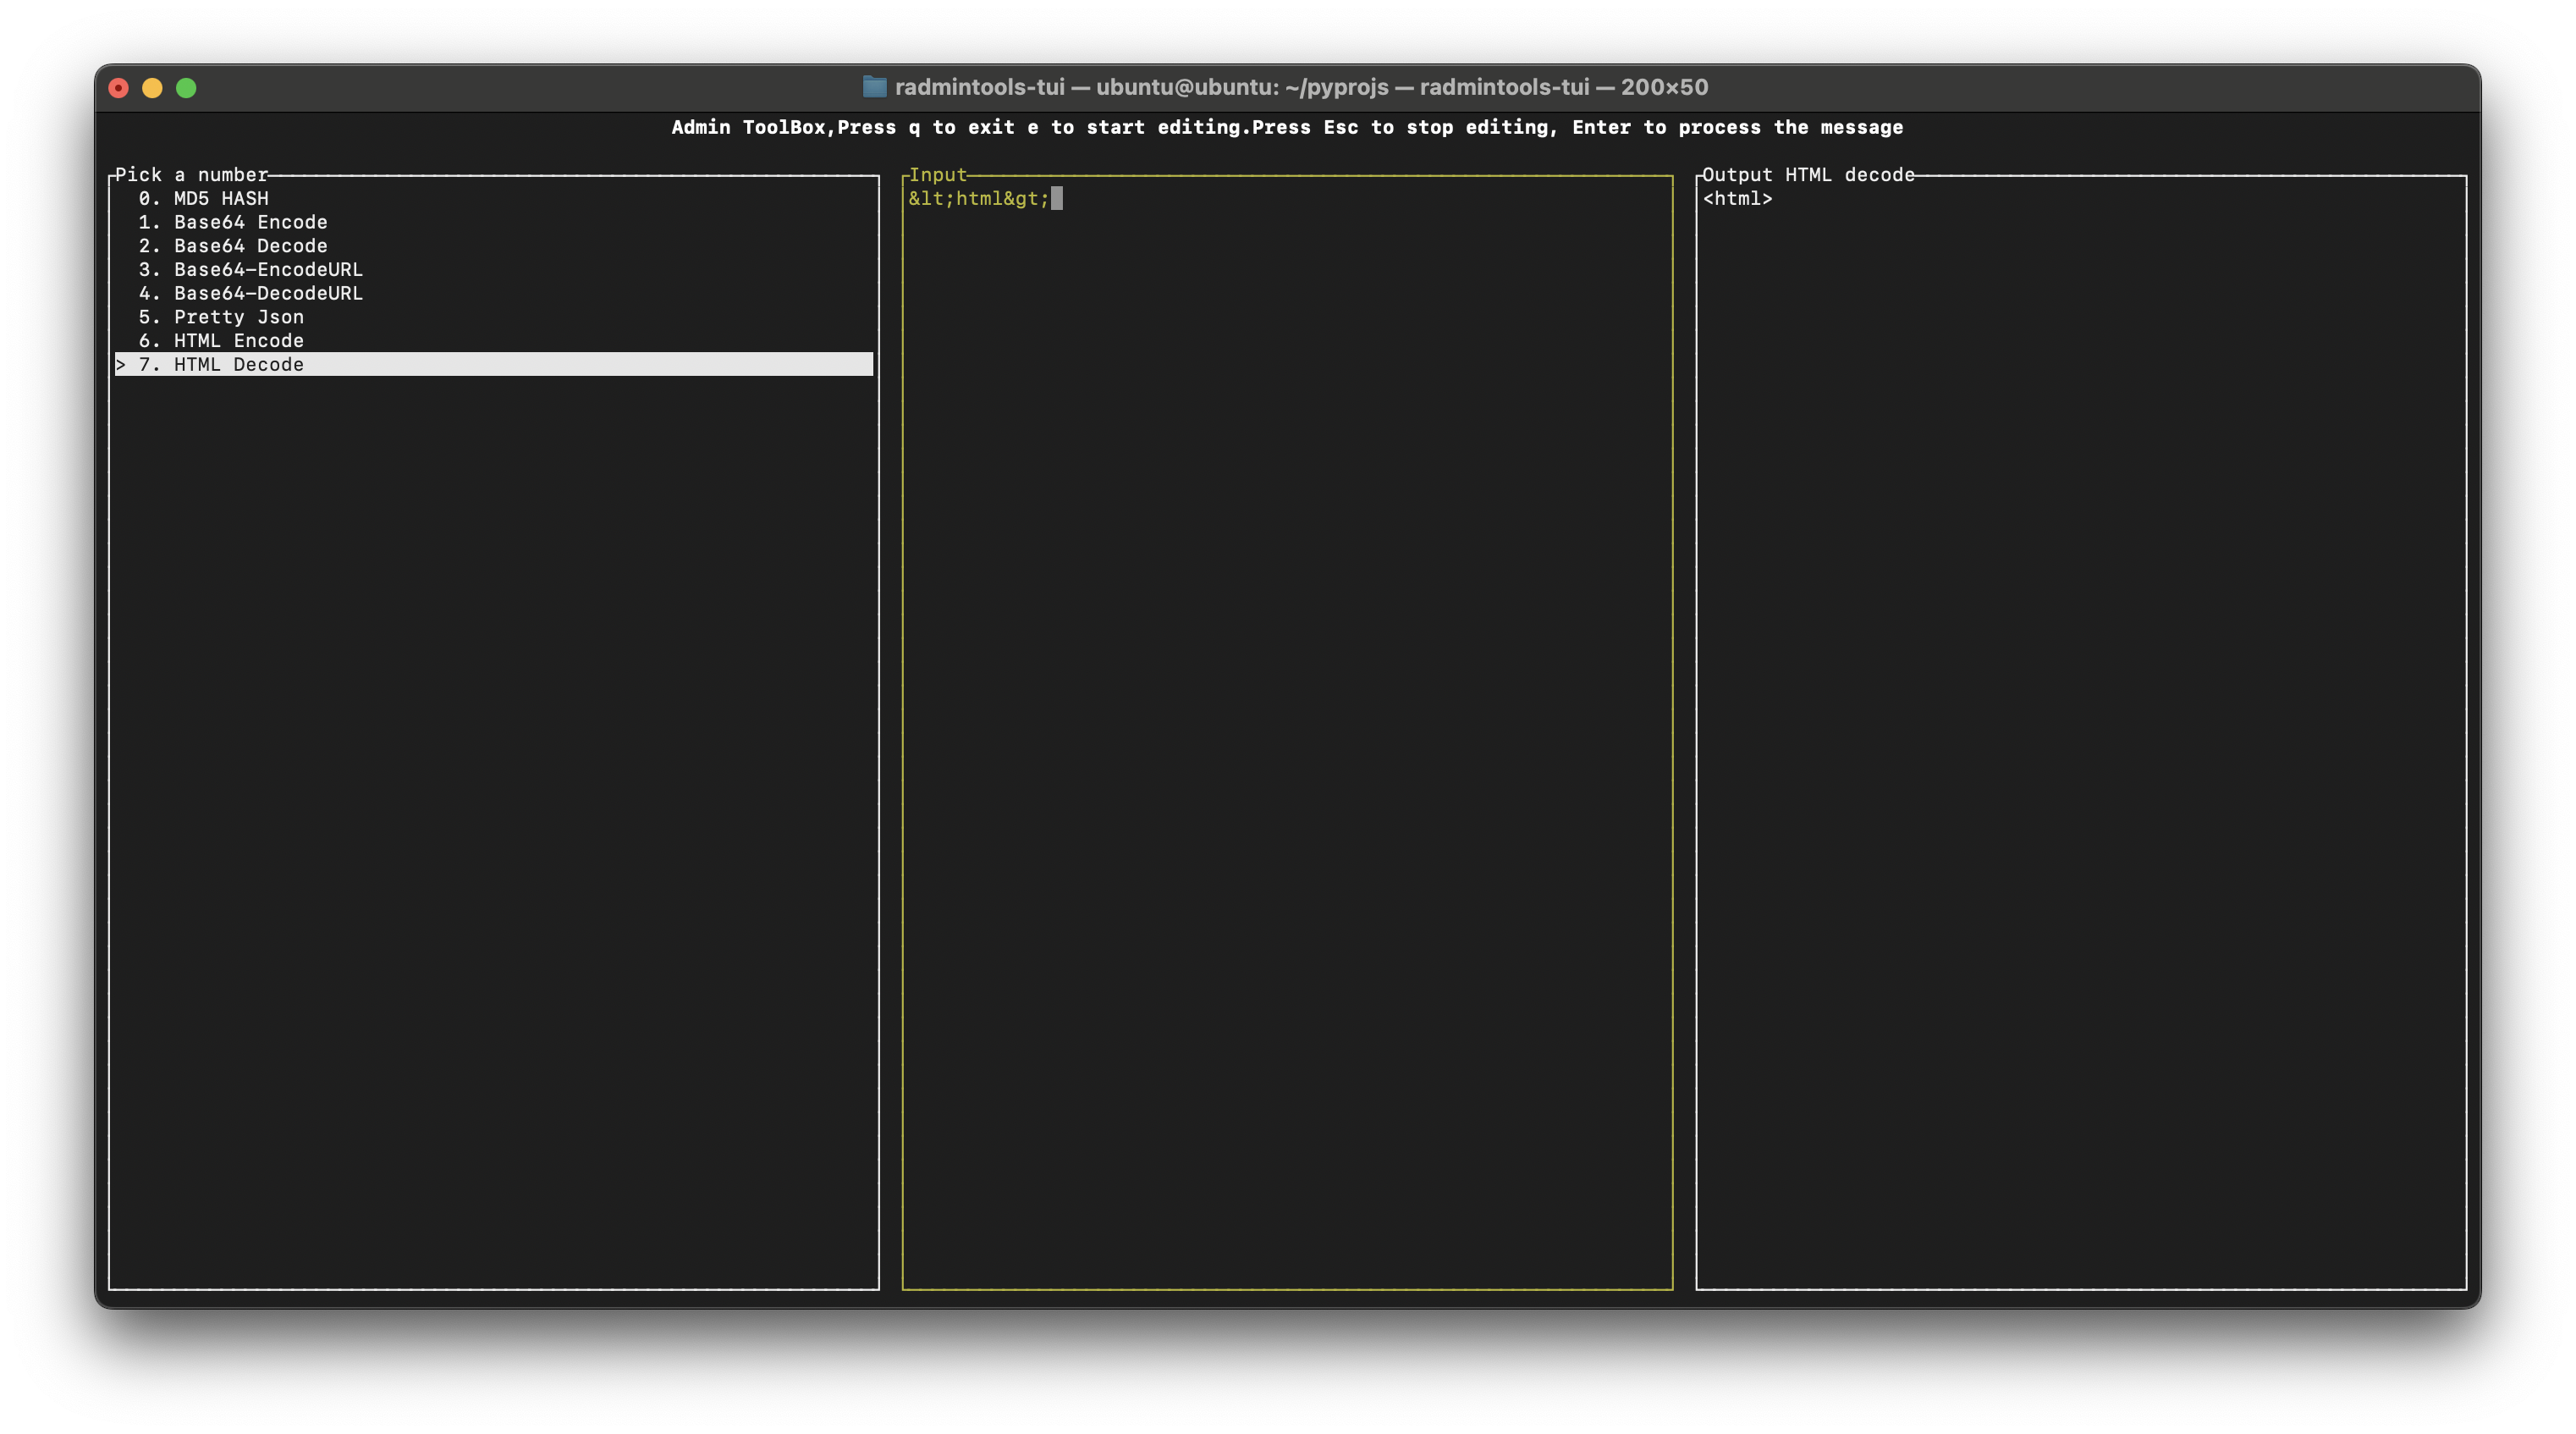 radmintools-tui — ubuntu@ubuntu: ~/pyprojs — radmintools-tui — 200×50
Admin ToolBox,Press q to exit e to start editing.Press Esc to stop editing, Enter to process the message
Pick a number
0. MD5 HASH
1. Base64 Encode
2. Base64 Decode
3. Base64-EncodeURL
4. Base64-DecodeURL
5. Pretty Json
6. HTML Encode
> 7. HTML Decode
Input
&lt;html&gt;
Output HTML decode
<html>